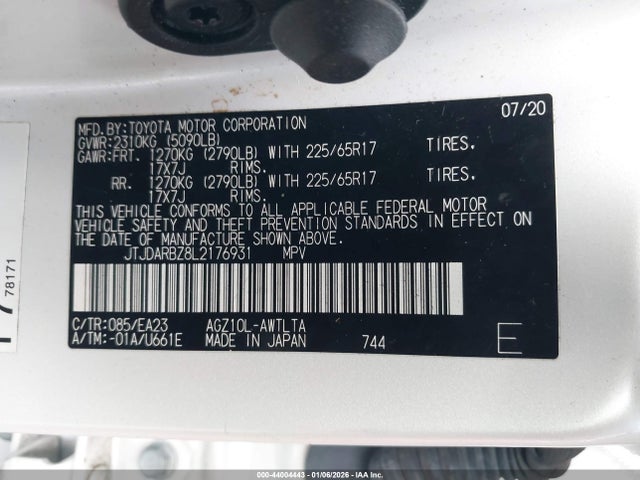 07/20
MFD.BY:TOYOTA MOTOR CORPORATION
GVWR:2310KG (5090LB)
GAWR:FRT. 1270KG (2790LB) WITH 225/65R17 TIRES.
17X7J RIMS.
RR. 1270KG (2790LB) WITH 225/65R17 TIRES.
17X7J RIMS.
THIS VEHICLE CONFORMS TO ALL APPLICABLE FEDERAL MOTOR
VEHICLE SAFETY AND THEFT PREVENTION STANDARDS IN EFFECT ON
THE DATE OF MANUFACTURE SHOWN ABOVE.
JTJDARBZ8L2176931 MPV
C/TR:085/EA23 AGZ10L-AWTLTA
A/TM:-01A/U661E MADE IN JAPAN 744 E
78171
000-44004443 - 01/06/2026 - IAA Inc.